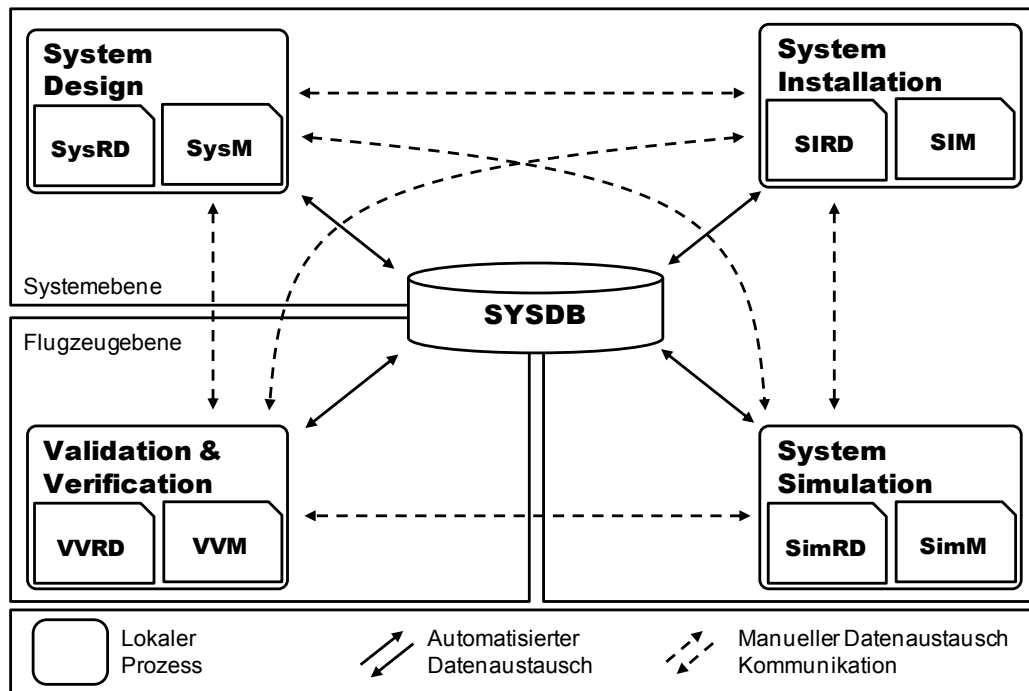 System
Design
SysRD
SysM
System
Installation
SIRD
SIM
Systemebene
SYSDB
Flugzeugebene
Validation &
Verification
VVRD
VVM
System
Simulation
SimRD
SimM
Lokaler
Prozess
Automatisierter
Datenaustausch
Manueller Datenaustausch
Kommunikation